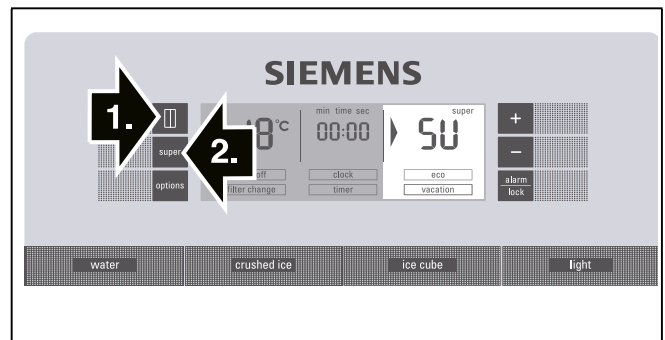 SIEMENS
1.
2.
super
options
°C
off
filter change
min time sec
00:00
clock
timer
super
SU
eco
vacation
+
−
alarm
lock
water
crushed ice
ice cube
light